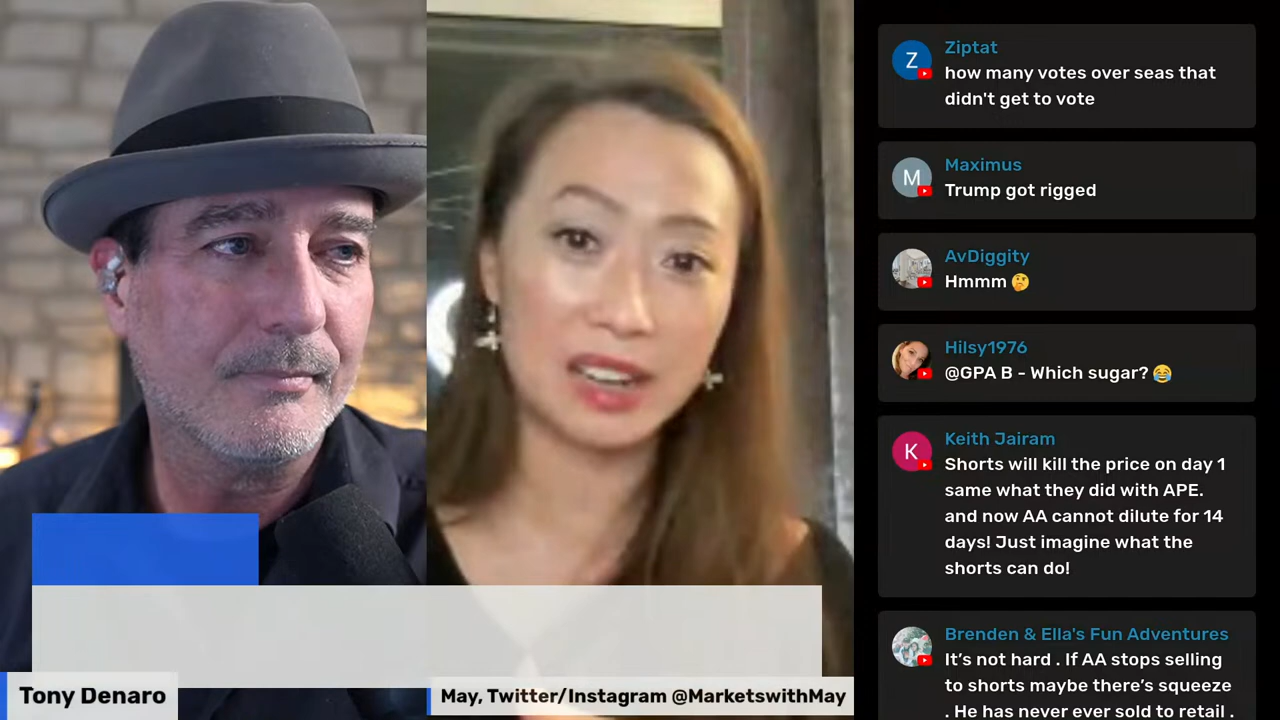 Tony Denaro
May, Twitter/Instagram @MarketswithMay
Z
Ziptat
how many votes over seas that
didn't get to vote
M
Maximus
Trump got rigged
AvDiggity
Hmmm 🤔
Hilsy1976
@GPA B - Which sugar? 😂
K
Keith Jairam
Shorts will kill the price on day 1
same what they did with APE.
and now AA cannot dilute for 14
days! Just imagine what the
shorts can do!
Brenden & Ella's Fun Adventures
It’s not hard . If AA stops selling
to shorts maybe there’s squeeze
. He has never ever sold to retail .